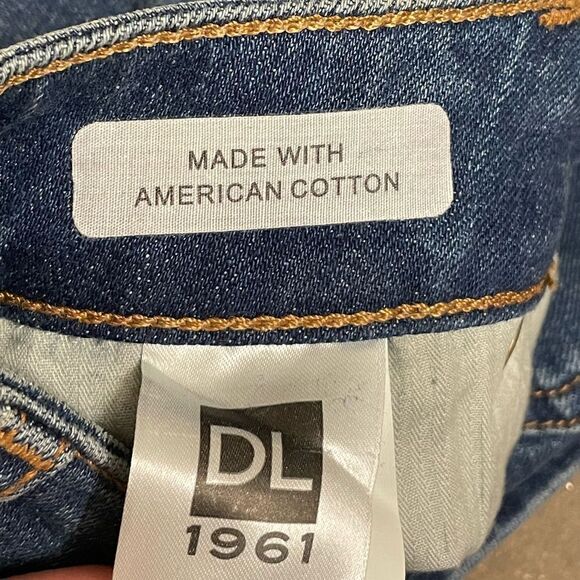 MADE WITH
AMERICAN COTTON
DL
1961